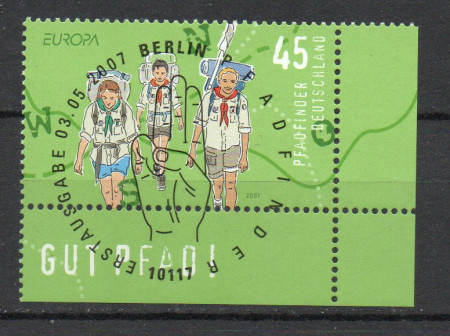 EUROPA
45
PFADFINDER
DEUTSCHLAND
2007
ERSTAUSGABE 03.05.2007 BERLIN PFADFINDER
10117
GUT PFAD!
W
S
O